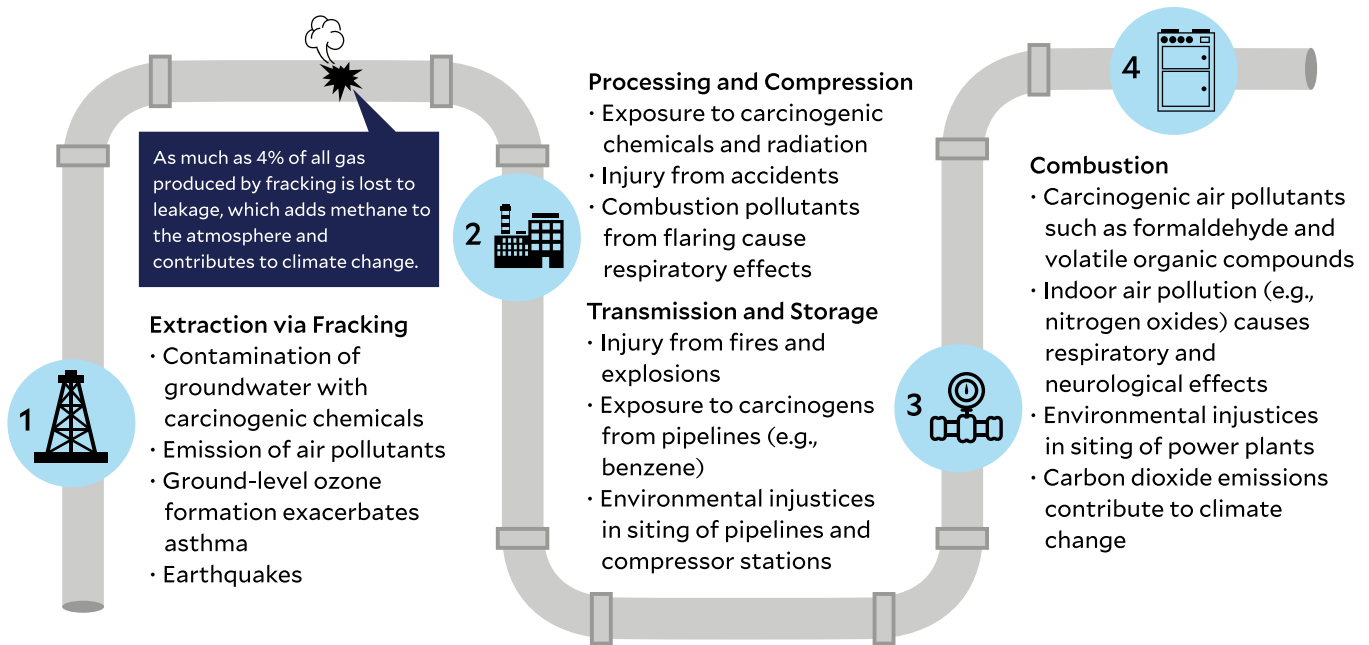 1
Extraction via Fracking
· Contamination of
groundwater with
carcinogenic chemicals
· Emission of air pollutants
· Ground-level ozone
formation exacerbates
asthma
· Earthquakes
As much as 4% of all gas
produced by fracking is lost to
leakage, which adds methane to
the atmosphere and
contributes to climate change.
2
Processing and Compression
· Exposure to carcinogenic
chemicals and radiation
· Injury from accidents
· Combustion pollutants
from flaring cause
respiratory effects
3
Transmission and Storage
· Injury from fires and
explosions
· Exposure to carcinogens
from pipelines (e.g.,
benzene)
· Environmental injustices
in siting of pipelines and
compressor stations
4
Combustion
· Carcinogenic air pollutants
such as formaldehyde and
volatile organic compounds
· Indoor air pollution (e.g.,
nitrogen oxides) causes
respiratory and
neurological effects
· Environmental injustices
in siting of power plants
· Carbon dioxide emissions
contribute to climate
change